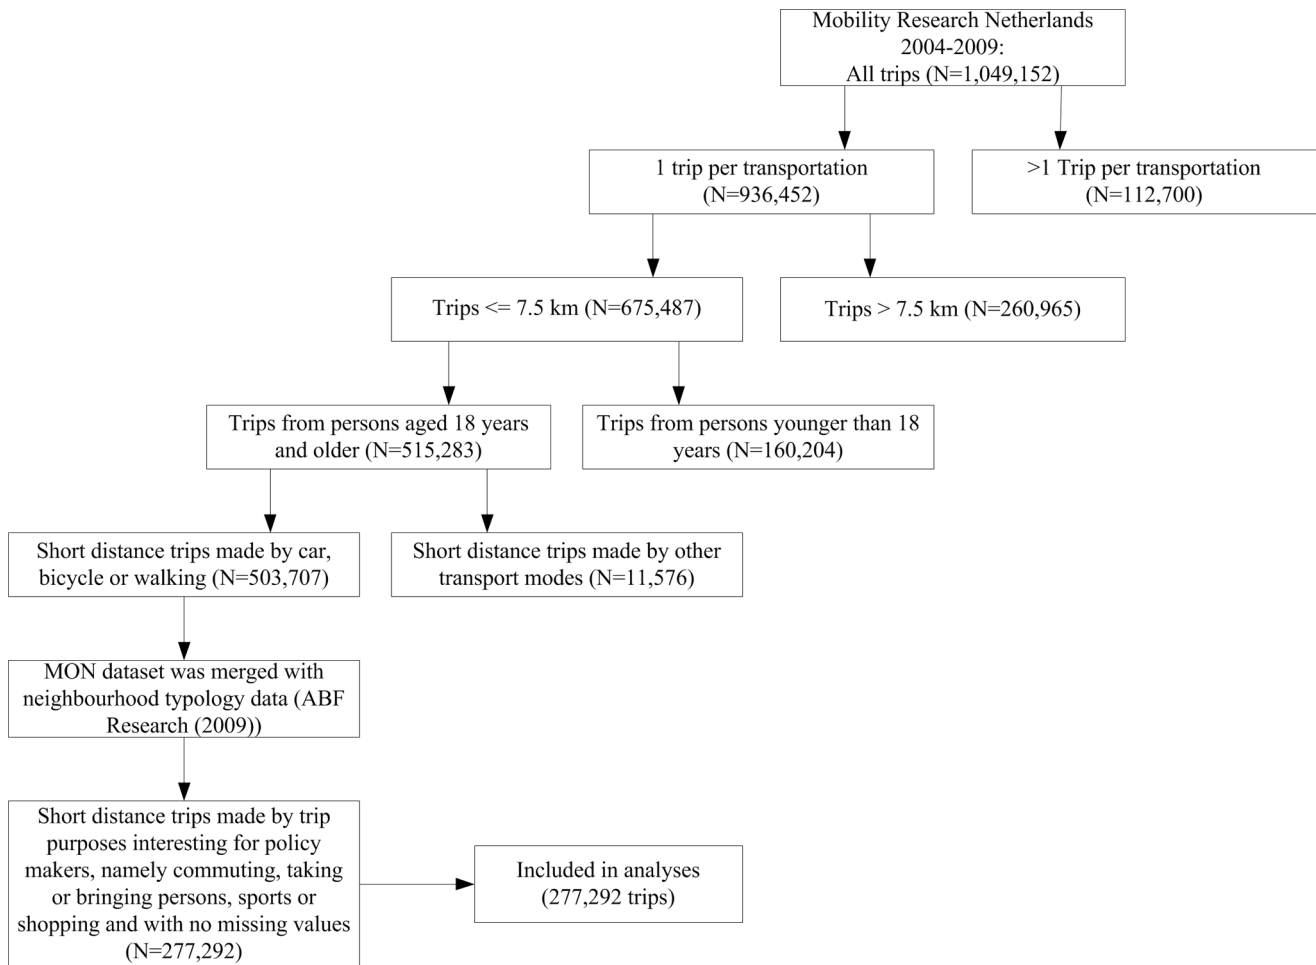 Mobility Research Netherlands
2004-2009:
All trips (N=1,049,152)
1 trip per transportation
(N=936,452)
>1 Trip per transportation
(N=112,700)
Trips <= 7.5 km (N=675,487)
Trips > 7.5 km (N=260,965)
Trips from persons aged 18 years
and older (N=515,283)
Trips from persons younger than 18
years (N=160,204)
Short distance trips made by car,
bicycle or walking (N=503,707)
Short distance trips made by other
transport modes (N=11,576)
MON dataset was merged with
neighbourhood typology data (ABF
Research (2009))
Short distance trips made by trip
purposes interesting for policy
makers, namely commuting, taking
or bringing persons, sports or
shopping and with no missing values
(N=277,292)
Included in analyses
(277,292 trips)